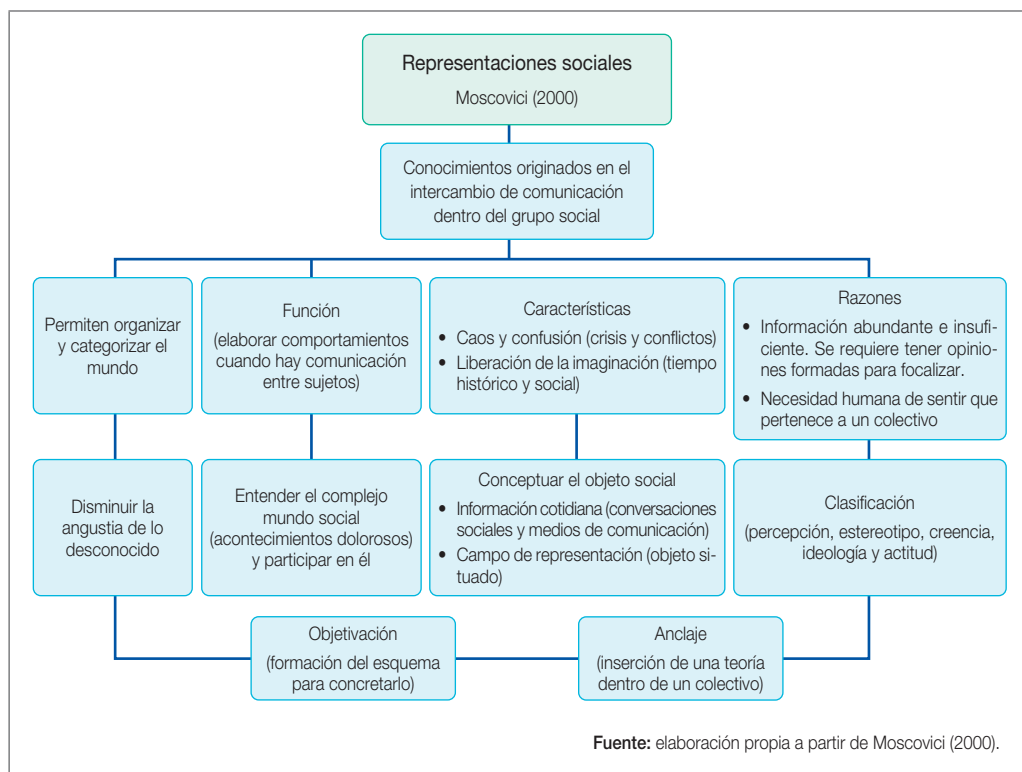 Representaciones sociales
Moscovici (2000)
Conocimientos originados en el
intercambio de comunicación
dentro del grupo social
Permiten organizar
y categorizar el
mundo
Función
(elaborar comportamientos
cuando hay comunicación
entre sujetos)
Características
• Caos y confusión (crisis y conflictos)
• Liberación de la imaginación (tiempo
histórico y social)
Razones
• Información abundante e insufi-
ciente. Se requiere tener opinio-
nes formadas para focalizar.
• Necesidad humana de sentir que
pertenece a un colectivo
Disminuir la
angustia de lo
desconocido
Entender el complejo
mundo social
(acontecimientos dolorosos)
y participar en él
Conceptuar el objeto social
• Información cotidiana (conversaciones
sociales y medios de comunicación)
• Campo de representación (objeto si-
tuado)
Clasificación
(percepción, estereotipo, creencia,
ideología y actitud)
Objetivación
(formación del esquema
para concretarlo)
Anclaje
(inserción de una teoría
dentro de un colectivo)
Fuente: elaboración propia a partir de Moscovici (2000).